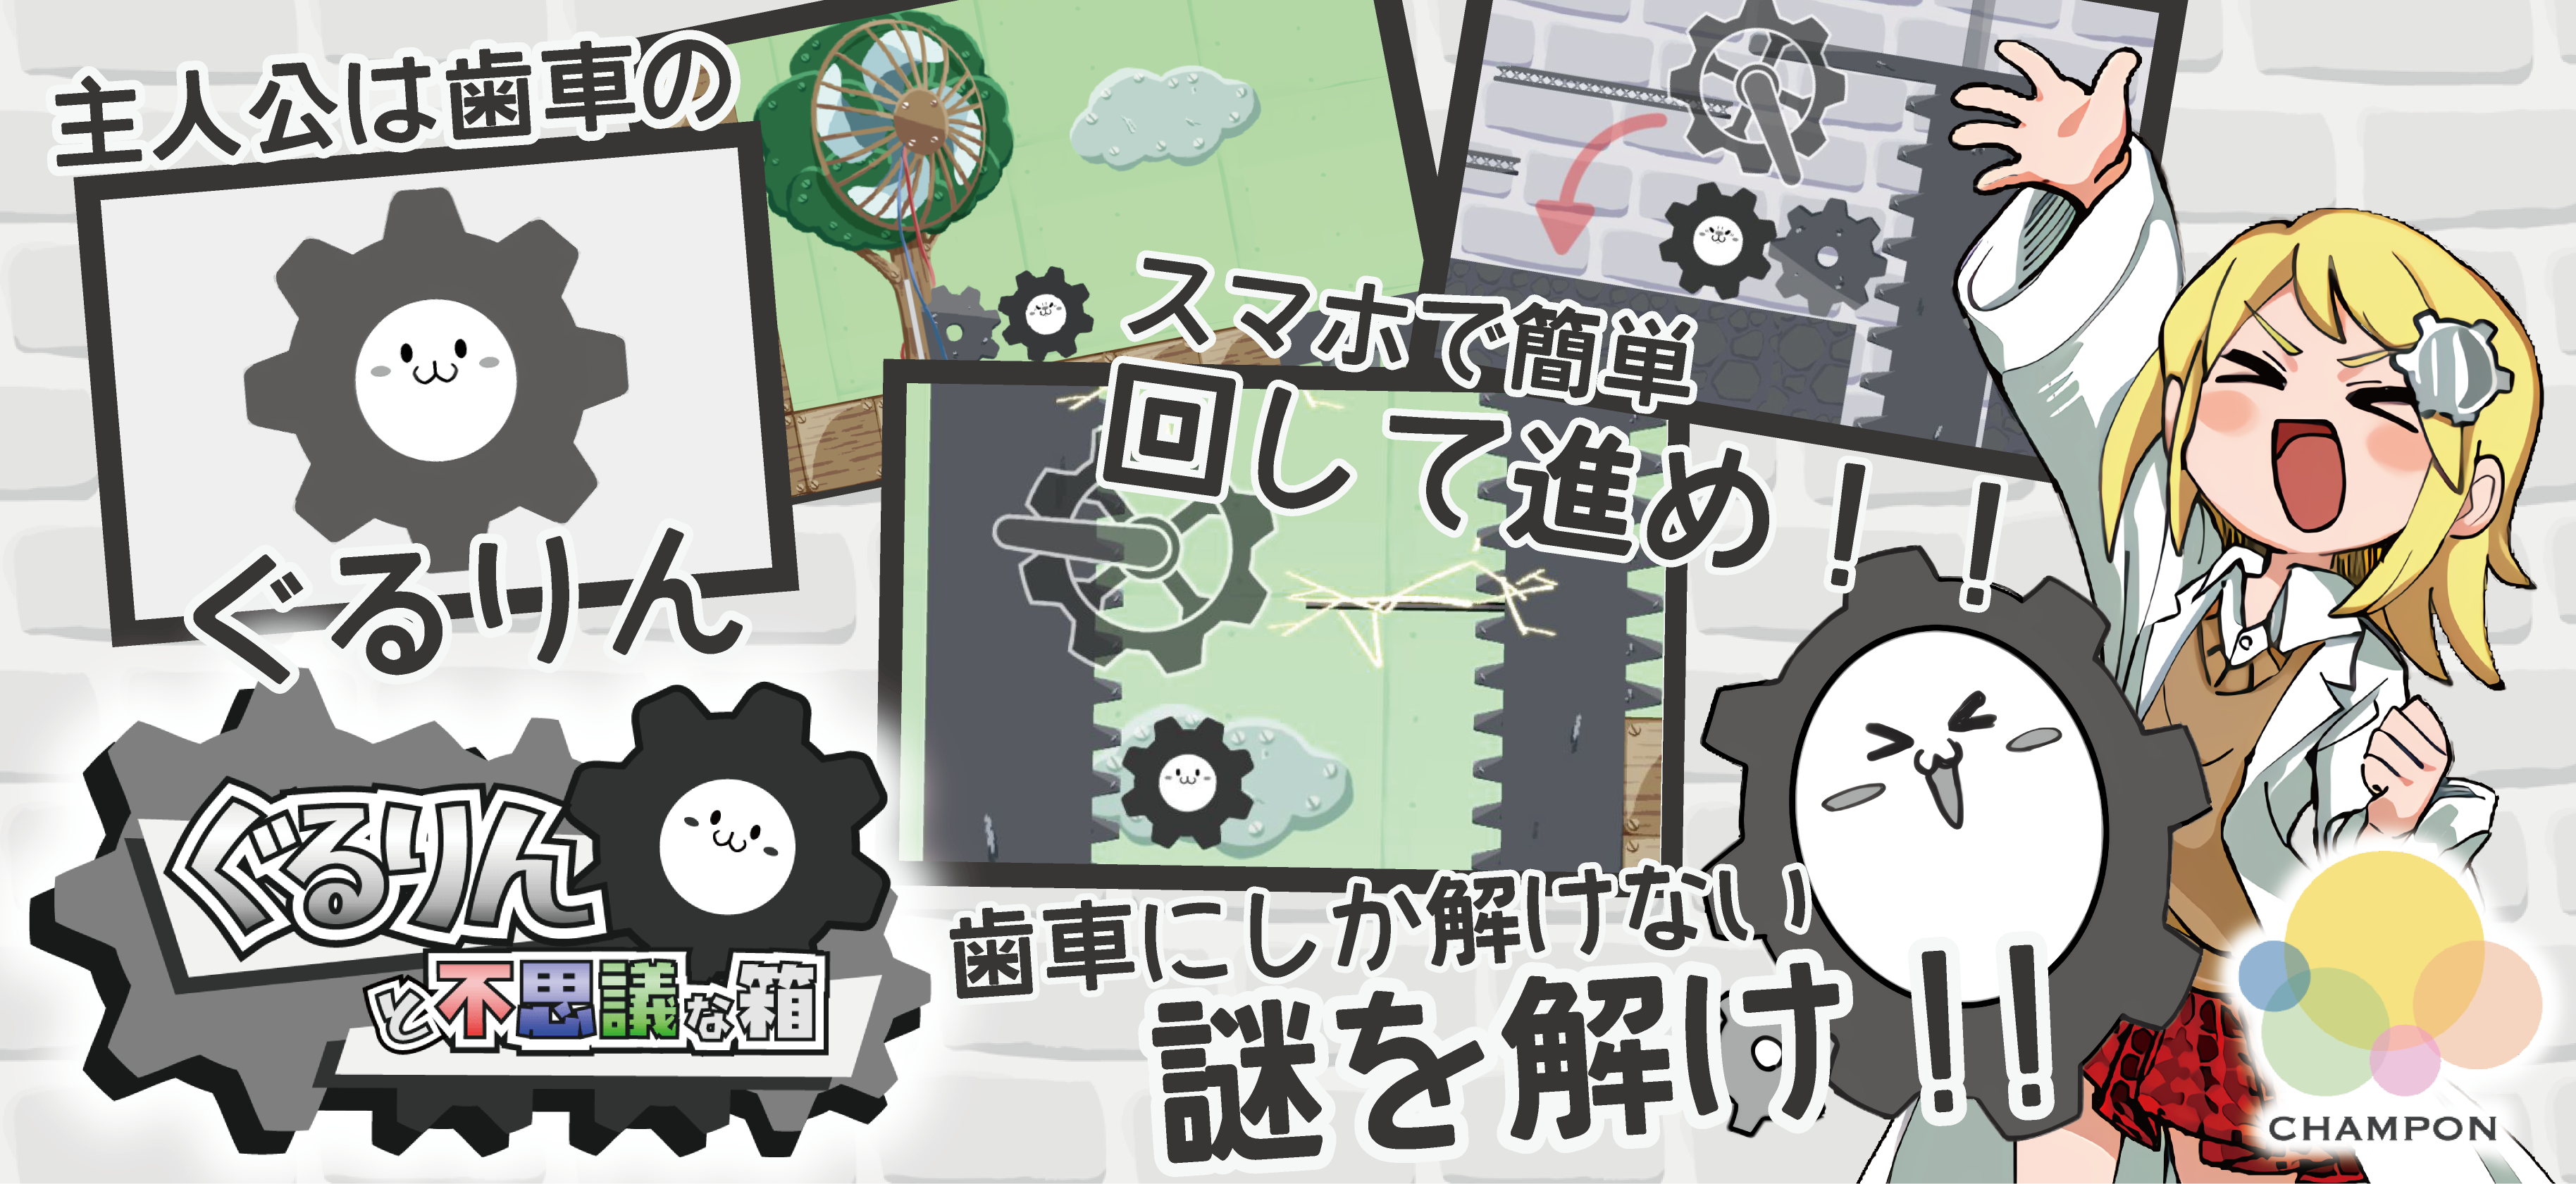 主人公は歯車の
ぐるりん
スマホで簡単
回して進め！！
ぐるりん
と不思議な箱
歯車にしか解けない
謎を解け！！
CHAMPON